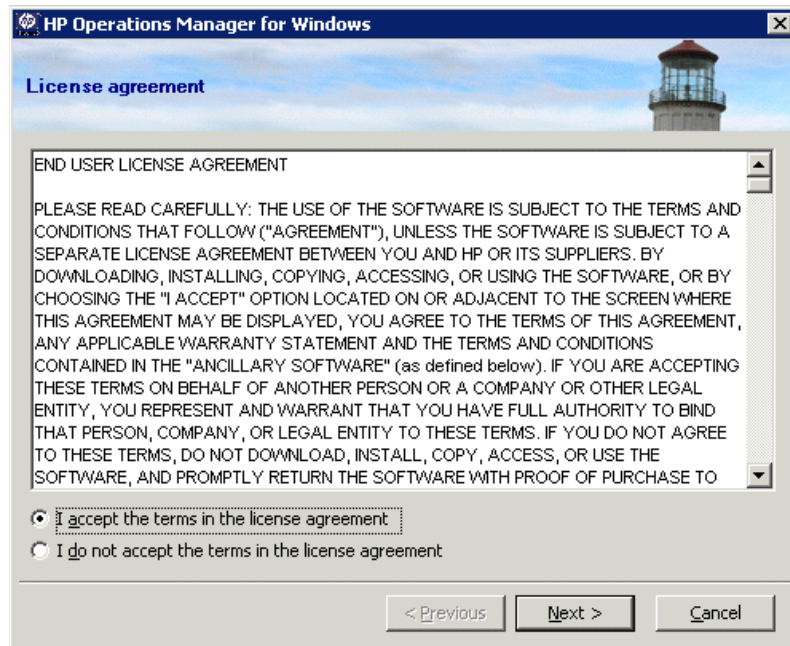 HP Operations Manager for Windows
License agreement
END USER LICENSE AGREEMENT
PLEASE READ CAREFULLY: THE USE OF THE SOFTWARE IS SUBJECT TO THE TERMS AND
CONDITIONS THAT FOLLOW ("AGREEMENT"), UNLESS THE SOFTWARE IS SUBJECT TO A
SEPARATE LICENSE AGREEMENT BETWEEN YOU AND HP OR ITS SUPPLIERS. BY
DOWNLOADING, INSTALLING, COPYING, ACCESSING, OR USING THE SOFTWARE, OR BY
CHOOSING THE "I ACCEPT" OPTION LOCATED ON OR ADJACENT TO THE SCREEN WHERE
THIS AGREEMENT MAY BE DISPLAYED, YOU AGREE TO THE TERMS OF THIS AGREEMENT,
ANY APPLICABLE WARRANTY STATEMENT AND THE TERMS AND CONDITIONS
CONTAINED IN THE "ANCILLARY SOFTWARE" (as defined below). IF YOU ARE ACCEPTING
THESE TERMS ON BEHALF OF ANOTHER PERSON OR A COMPANY OR OTHER LEGAL
ENTITY, YOU REPRESENT AND WARRANT THAT YOU HAVE FULL AUTHORITY TO BIND
THAT PERSON, COMPANY, OR LEGAL ENTITY TO THESE TERMS. IF YOU DO NOT AGREE
TO THESE TERMS, DO NOT DOWNLOAD, INSTALL, COPY, ACCESS, OR USE THE
SOFTWARE, AND PROMPTLY RETURN THE SOFTWARE WITH PROOF OF PURCHASE TO
I accept the terms in the license agreement
I do not accept the terms in the license agreement
< Previous Next > Cancel